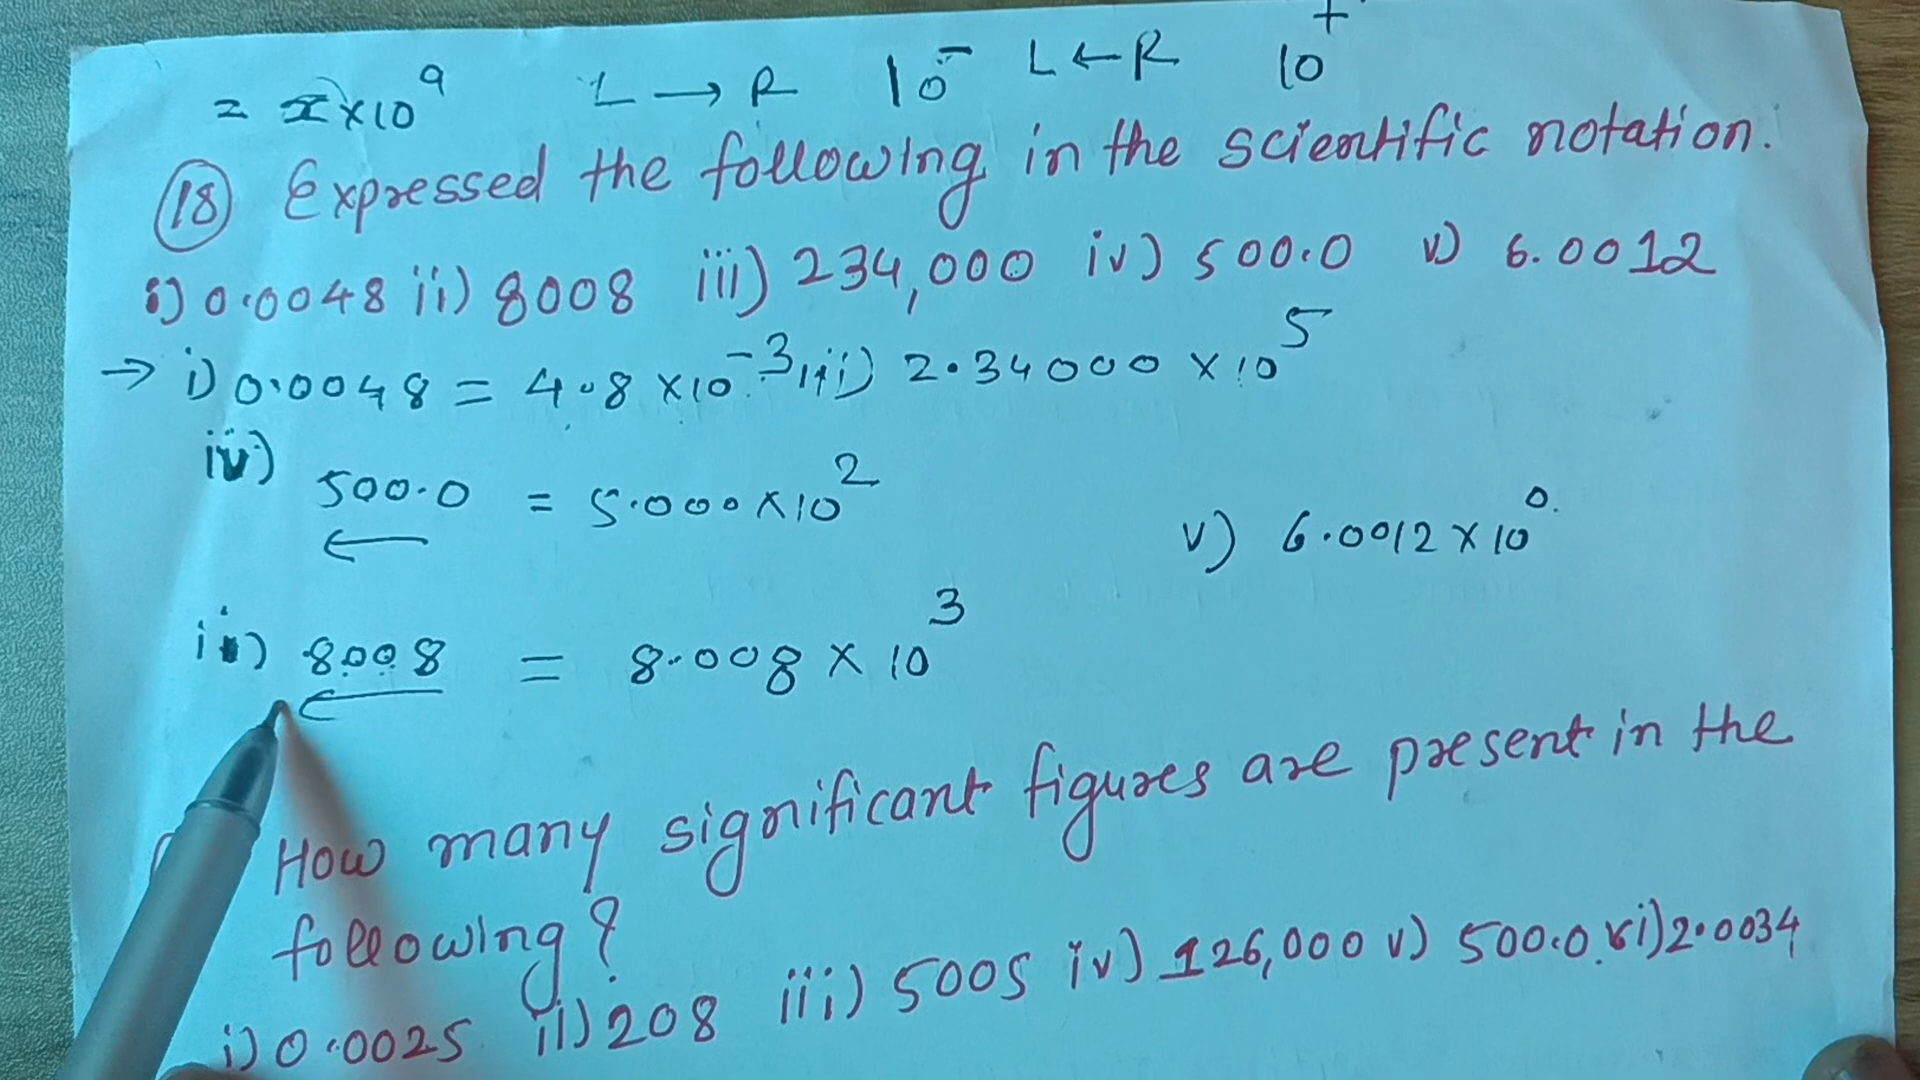 = x×10⁹ L → R 10⁻ L ← R 10⁺
(18) Expressed the following in the scientific notation.
i) 0.0048 ii) 8008 iii) 234,000 iv) 500.0 v) 6.0012
→ i) 0.0048 = 4.8 ×10⁻³ iii) 2.34000 × 10⁵
iv) 500.0 = 5.000×10²
←
v) 6.0012 × 10⁰.
ii) 8008 = 8.008 × 10³
←
How many significant figures are present in the
following?
i) 0.0025 ii) 208 iii) 5005 iv) 126,000 v) 500.0 vi) 2.0034